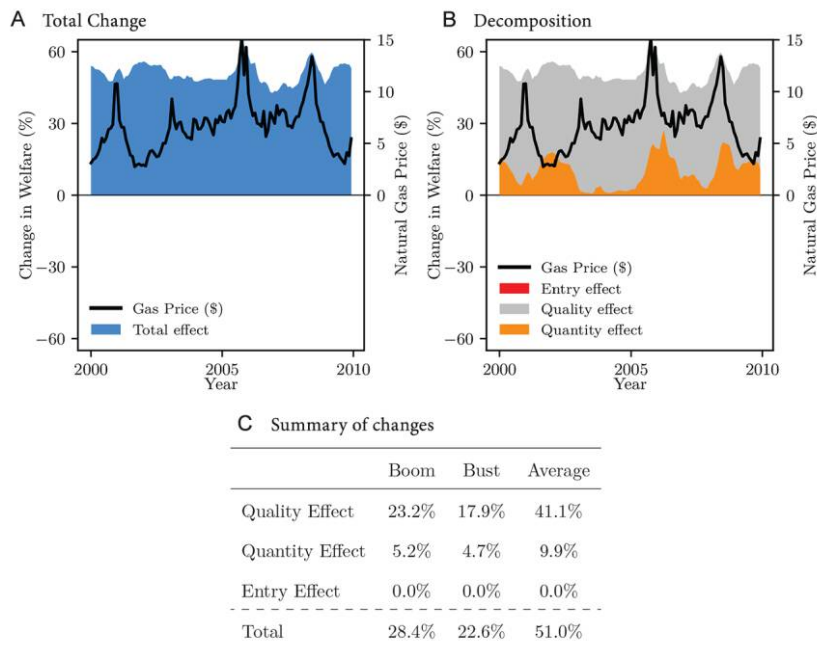 A Total Change
60
30
0
−30
−60
Change in Welfare (%)
15
10
5
0
Natural Gas Price ($)
Gas Price ($)
Total effect
2000
2005
2010
Year
B Decomposition
60
30
0
−30
−60
Change in Welfare (%)
15
10
5
0
Natural Gas Price ($)
Gas Price ($)
Entry effect
Quality effect
Quantity effect
2000
2005
2010
Year
C Summary of changes
Boom Bust Average
Quality Effect 23.2% 17.9% 41.1%
Quantity Effect 5.2% 4.7% 9.9%
Entry Effect 0.0% 0.0% 0.0%
Total 28.4% 22.6% 51.0%